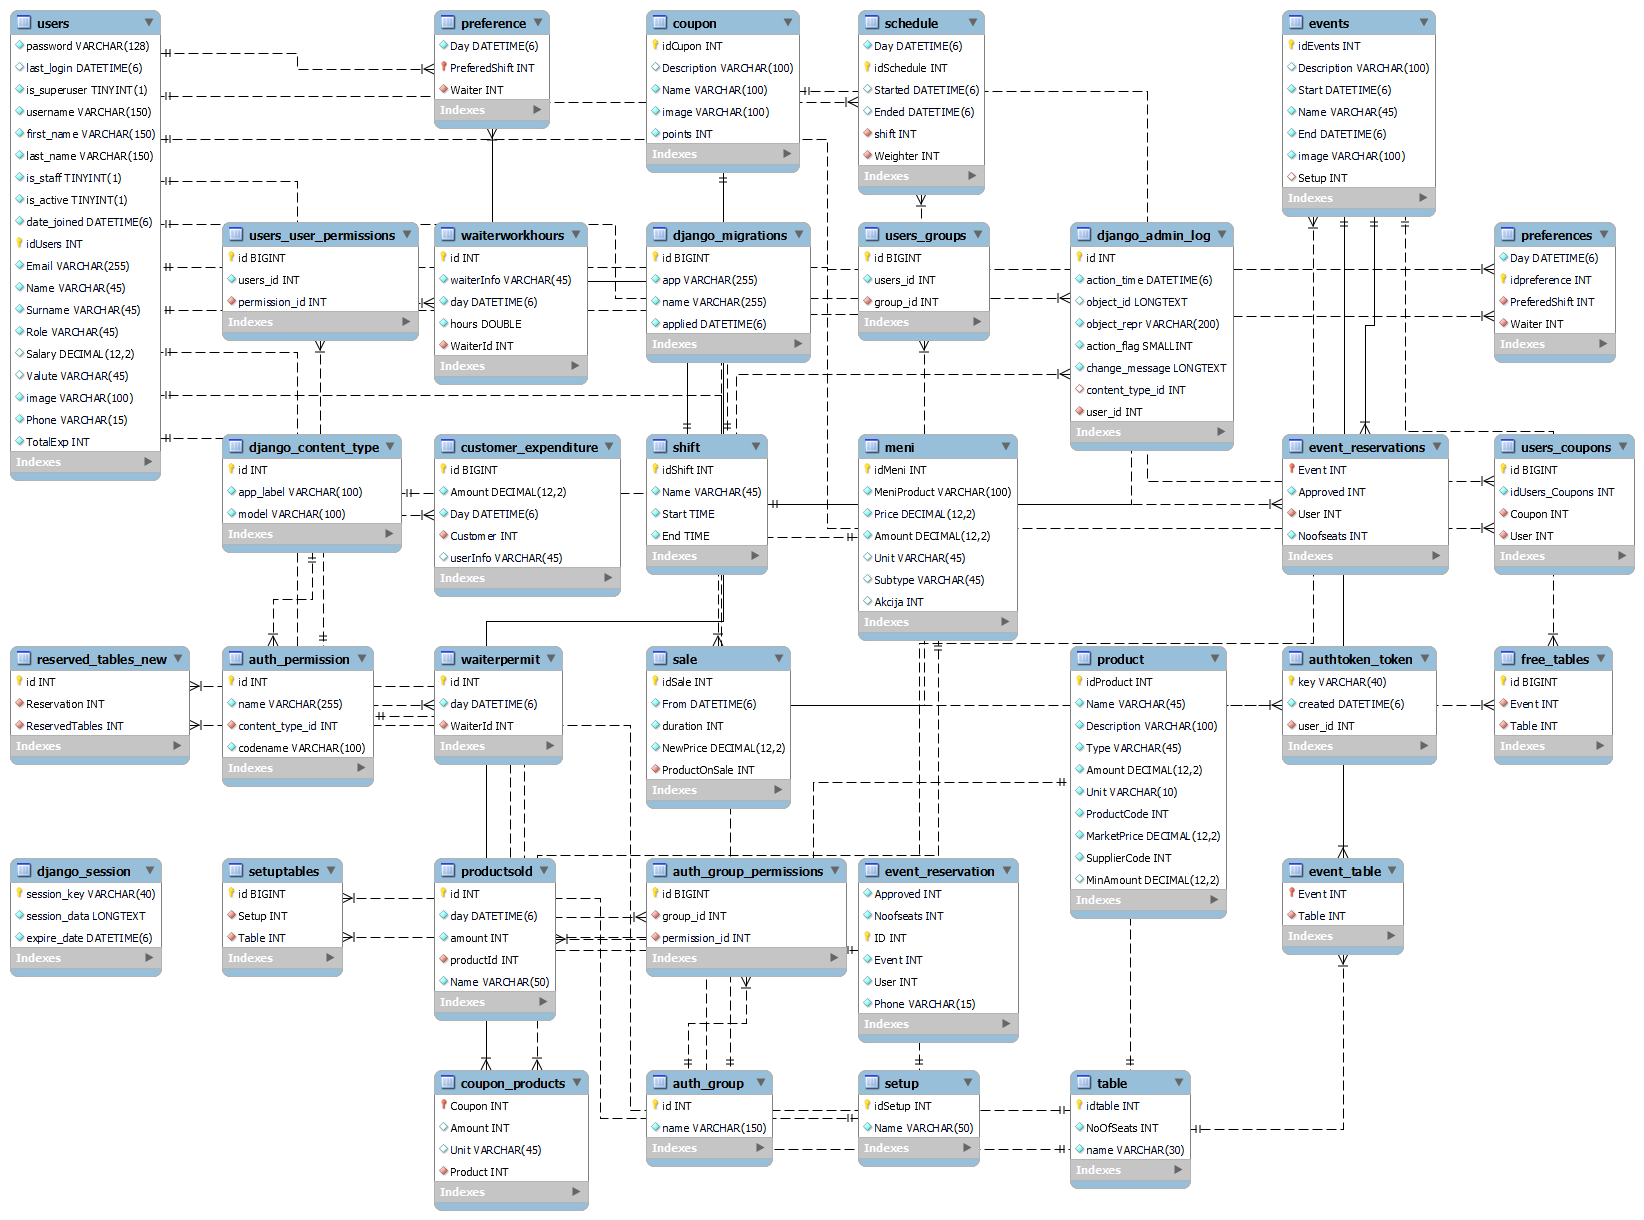 users
password VARCHAR(128)
last_login DATETIME(6)
is_superuser TINYINT(1)
username VARCHAR(150)
first_name VARCHAR(150)
last_name VARCHAR(150)
is_staff TINYINT(1)
is_active TINYINT(1)
date_joined DATETIME(6)
idUsers INT
Email VARCHAR(255)
Name VARCHAR(45)
Surname VARCHAR(45)
Role VARCHAR(45)
Salary DECIMAL(12,2)
Valute VARCHAR(45)
image VARCHAR(100)
Phone VARCHAR(15)
TotalExp INT
Indexes
preference
Day DATETIME(6)
PreferedShift INT
Waiter INT
Indexes
coupon
idCupon INT
Description VARCHAR(100)
Name VARCHAR(100)
image VARCHAR(100)
points INT
Indexes
schedule
Day DATETIME(6)
idSchedule INT
Started DATETIME(6)
Ended DATETIME(6)
shift INT
Weighter INT
Indexes
events
idEvents INT
Description VARCHAR(100)
Start DATETIME(6)
Name VARCHAR(45)
End DATETIME(6)
image VARCHAR(100)
Setup INT
Indexes
users_user_permissions
id BIGINT
users_id INT
permission_id INT
Indexes
waiterworkhours
id INT
waiterInfo VARCHAR(45)
day DATETIME(6)
hours DOUBLE
WaiterId INT
Indexes
django_migrations
id BIGINT
app VARCHAR(255)
name VARCHAR(255)
applied DATETIME(6)
Indexes
users_groups
id BIGINT
users_id INT
group_id INT
Indexes
django_admin_log
id INT
action_time DATETIME(6)
object_id LONGTEXT
object_repr VARCHAR(200)
action_flag SMALLINT
change_message LONGTEXT
content_type_id INT
user_id INT
Indexes
preferences
Day DATETIME(6)
idpreference INT
PreferedShift INT
Waiter INT
Indexes
django_content_type
id INT
app_label VARCHAR(100)
model VARCHAR(100)
Indexes
customer_expenditure
id BIGINT
Amount DECIMAL(12,2)
Day DATETIME(6)
Customer INT
userInfo VARCHAR(45)
Indexes
shift
idShift INT
Name VARCHAR(45)
Start TIME
End TIME
Indexes
meni
idMeni INT
MeniProduct VARCHAR(100)
Price DECIMAL(12,2)
Amount DECIMAL(12,2)
Unit VARCHAR(45)
Subtype VARCHAR(45)
Akcija INT
Indexes
event_reservations
Event INT
Approved INT
User INT
Noofseats INT
Indexes
users_coupons
id BIGINT
idUsers_Coupons INT
Coupon INT
User INT
Indexes
reserved_tables_new
id INT
Reservation INT
ReservedTables INT
Indexes
auth_permission
id INT
name VARCHAR(255)
content_type_id INT
codename VARCHAR(100)
Indexes
waiterpermit
id INT
day DATETIME(6)
WaiterId INT
Indexes
sale
idSale INT
From DATETIME(6)
duration INT
NewPrice DECIMAL(12,2)
ProductOnSale INT
Indexes
product
idProduct INT
Name VARCHAR(45)
Description VARCHAR(100)
Type VARCHAR(45)
Amount DECIMAL(12,2)
Unit VARCHAR(10)
ProductCode INT
MarketPrice DECIMAL(12,2)
SupplierCode INT
MinAmount DECIMAL(12,2)
Indexes
authtoken_token
key VARCHAR(40)
created DATETIME(6)
user_id INT
Indexes
free_tables
id BIGINT
Event INT
Table INT
Indexes
django_session
session_key VARCHAR(40)
session_data LONGTEXT
expire_date DATETIME(6)
Indexes
setuptables
id BIGINT
Setup INT
Table INT
Indexes
productsold
id INT
day DATETIME(6)
amount INT
productId INT
Name VARCHAR(50)
Indexes
auth_group_permissions
id BIGINT
group_id INT
permission_id INT
Indexes
event_reservation
Approved INT
Noofseats INT
ID INT
Event INT
User INT
Phone VARCHAR(15)
Indexes
event_table
Event INT
Table INT
Indexes
coupon_products
Coupon INT
Amount INT
Unit VARCHAR(45)
Product INT
Indexes
auth_group
id INT
name VARCHAR(150)
Indexes
setup
idSetup INT
Name VARCHAR(50)
Indexes
table
idtable INT
NoOfSeats INT
name VARCHAR(30)
Indexes